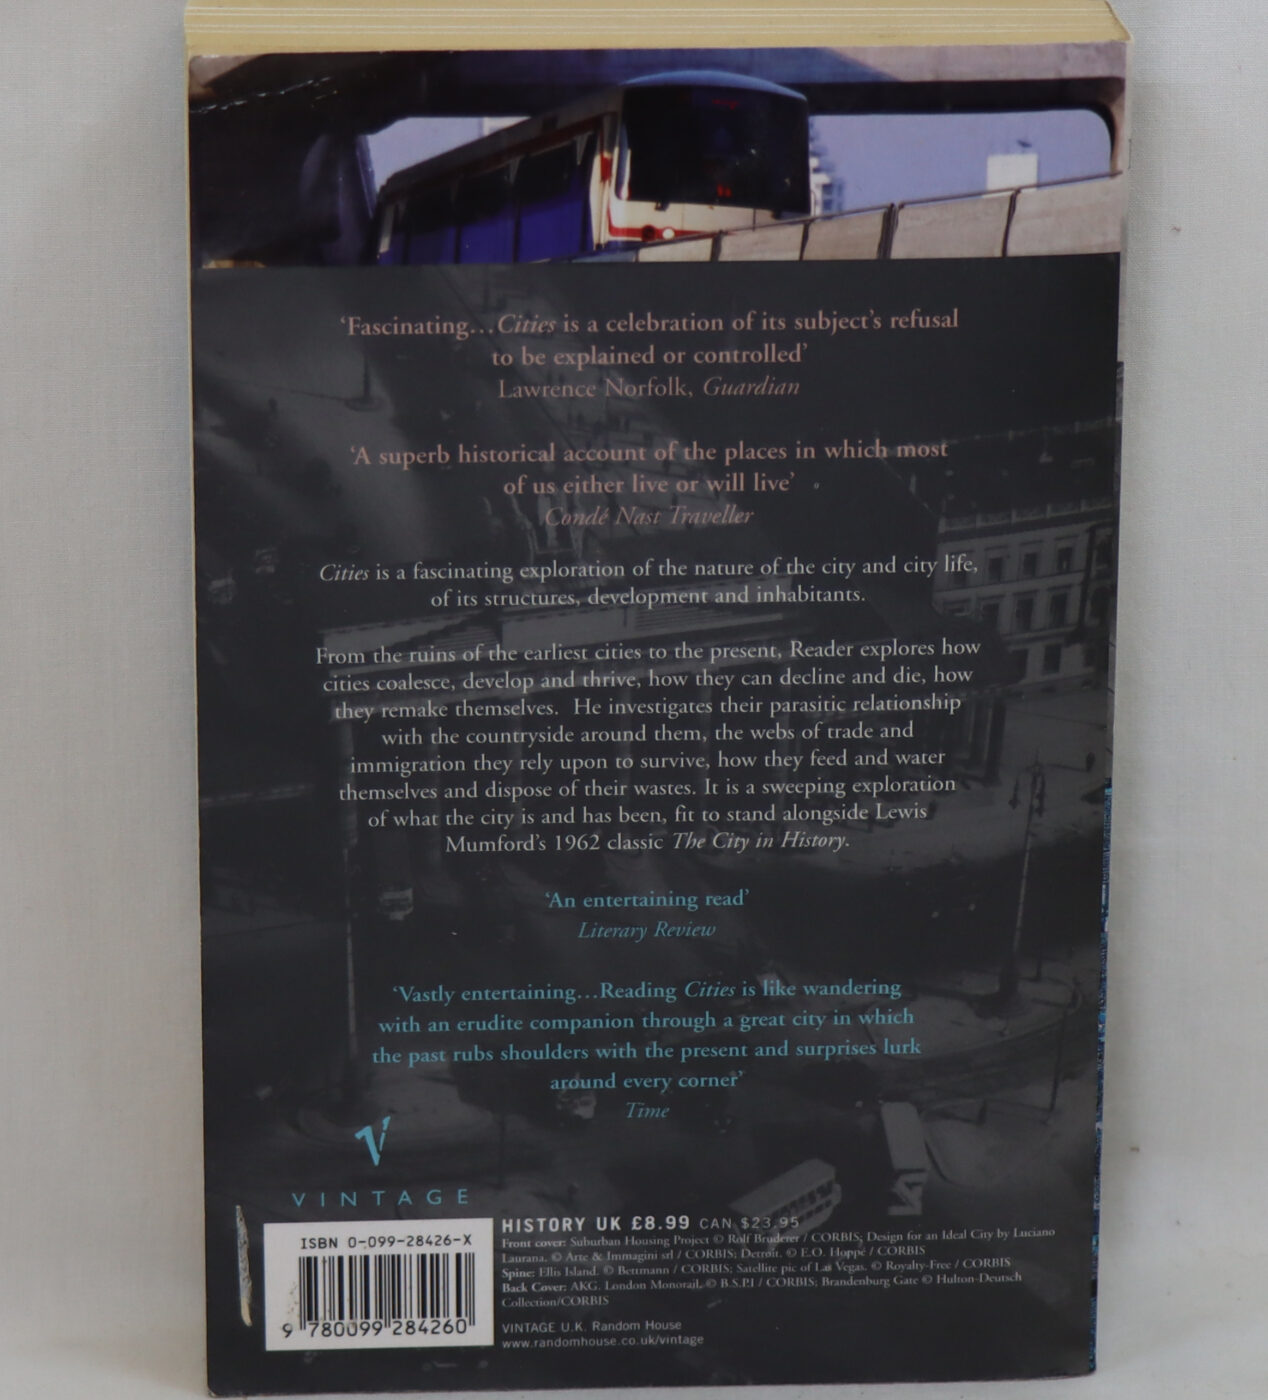 ‘Fascinating…Cities is a celebration of its subject’s refusal
to be explained or controlled’
Lawrence Norfolk, Guardian
‘A superb historical account of the places in which most
of us either live or will live’
Condé Nast Traveller
Cities is a fascinating exploration of the nature of the city and city life,
of its structures, development and inhabitants.
From the ruins of the earliest cities to the present, Reader explores how
cities coalesce, develop and thrive, how they can decline and die, how
they remake themselves. He investigates their parasitic relationship
with the countryside around them, the webs of trade and
immigration they rely upon to survive, how they feed and water
themselves and dispose of their wastes. It is a sweeping exploration
of what the city is and has been, fit to stand alongside Lewis
Mumford’s 1962 classic The City in History.
‘An entertaining read’
Literary Review
‘Vastly entertaining…Reading Cities is like wandering
with an erudite companion through a great city in which
the past rubs shoulders with the present and surprises lurk
around every corner’
Time
V
VINTAGE
ISBN 0-099-28426-X
9 780099 284260
HISTORY UK £8.99 CAN $23.95
Front cover: Suburban Housing Project © Rolf Bruderer / CORBIS; Design for an Ideal City by Luciano
Laurana. © Arte & Immagini srl / CORBIS; Detroit. © E.O. Hoppé / CORBIS
Spine: Ellis Island. © Bettmann / CORBIS; Satellite pic of Las Vegas. © Royalty-Free / CORBIS
Back Cover: AKG. London Monorail. © B.S.P.I / CORBIS; Brandenburg Gate © Hulton-Deutsch
Collection/CORBIS
VINTAGE U.K. Random House
www.randomhouse.co.uk/vintage